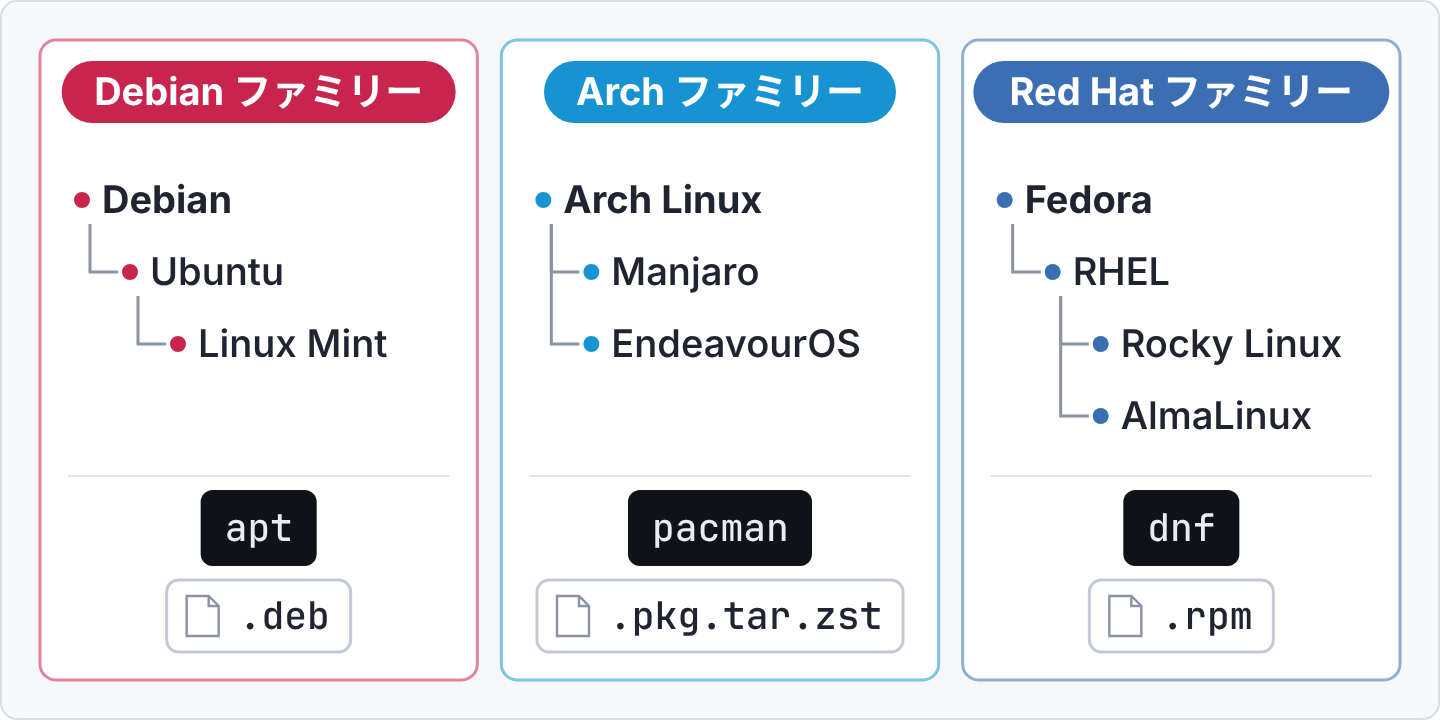 Debian ファミリー
Debian
Ubuntu
Linux Mint
apt
.deb
Arch ファミリー
Arch Linux
Manjaro
EndeavourOS
pacman
.pkg.tar.zst
Red Hat ファミリー
Fedora
RHEL
Rocky Linux
AlmaLinux
dnf
.rpm